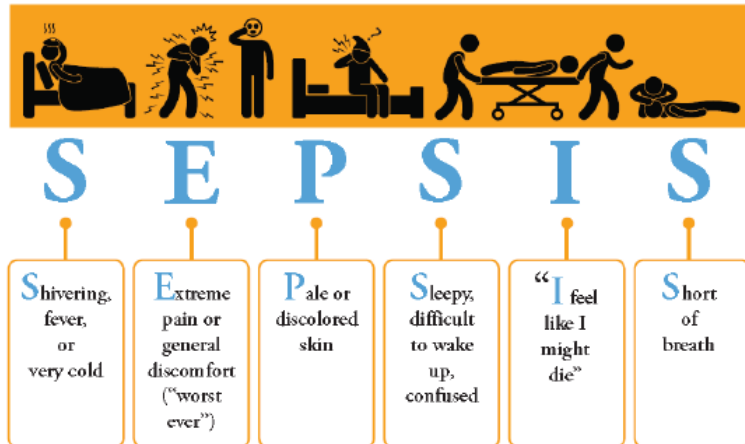 S E P S I S
Shivering,
fever,
or
very cold
Extreme
pain or
general
discomfort
("worst
ever")
Pale or
discolored
skin
Sleepy,
difficult
to wake
up,
confused
“I feel
like I
might
die”
Short
of
breath
?